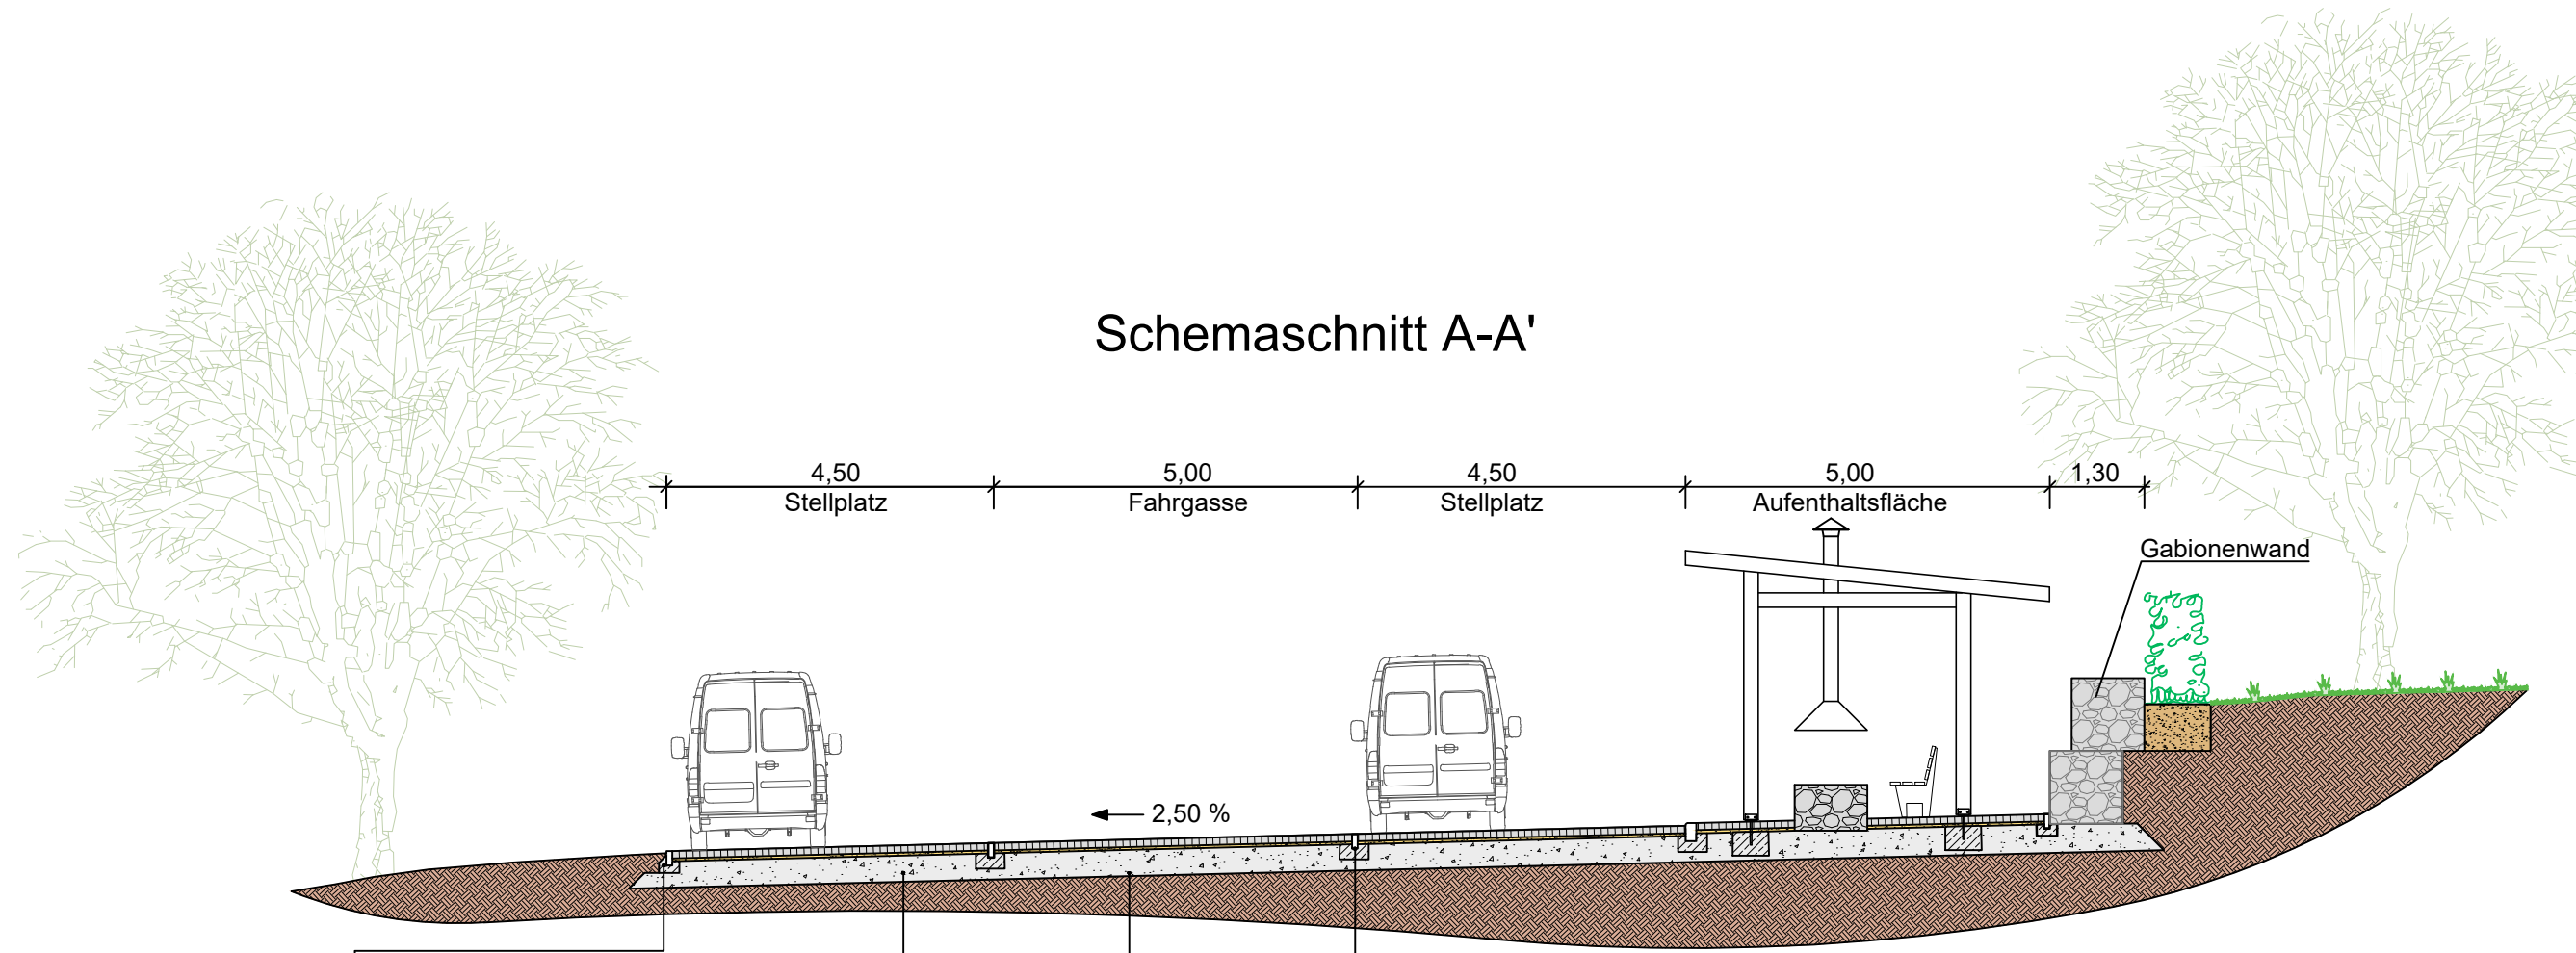 Schemaschnitt A-A'
4,50 5,00 4,50 5,00 1,30
Stellplatz Fahrgasse Stellplatz Aufenthaltsfläche
Gabionenwand
2,50 %